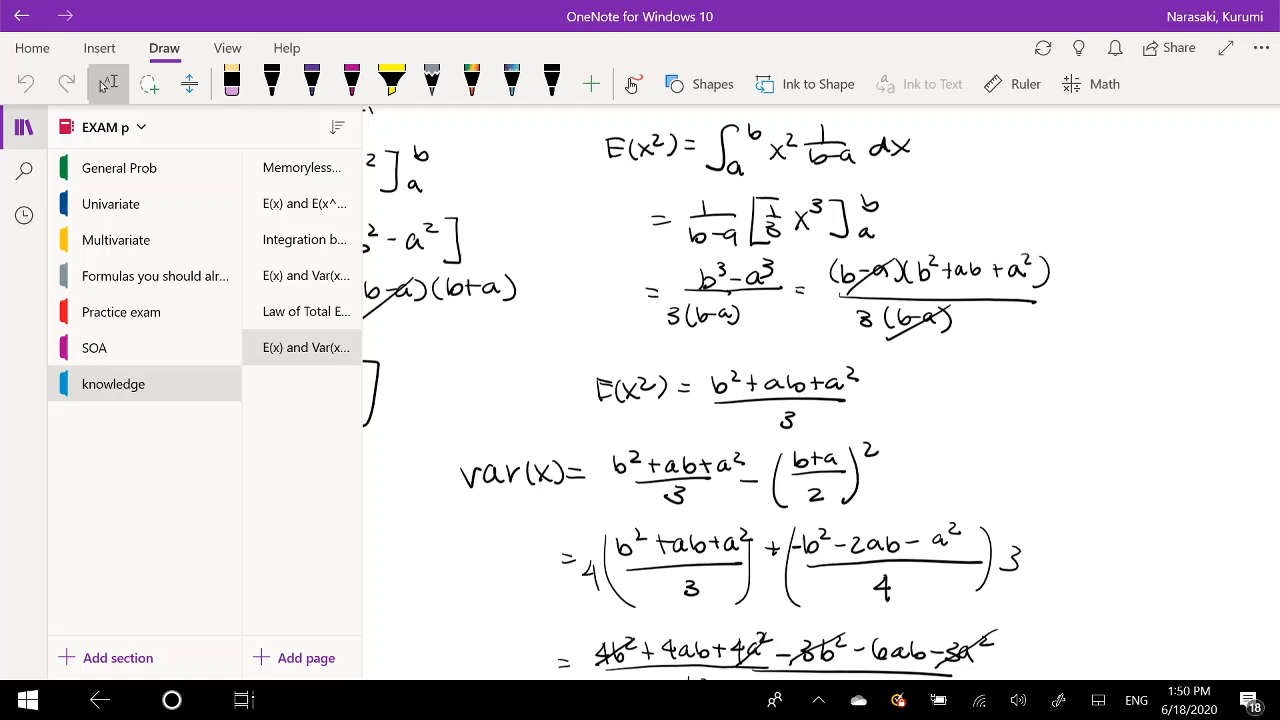 OneNote for Windows 10
Narasaki, Kurumi
Home Insert Draw View Help
Share
Shapes Ink to Shape Ink to Text Ruler Math
EXAM p
General Prob
Univariate
Multivariate
Formulas you should alr...
Practice exam
SOA
knowledge
Memoryless...
E(x) and E(x^...
Integration b...
E(x) and Var(x...
Law of Total E...
E(x) and Var(x...
Add section
Add page
²]ₐᵇ
b² - a²]
b-a)(b+a)
E(x²) = ∫ₐᵇ x² 1/(b-a) dx
= 1/(b-a) [1/3 x³]ₐᵇ
= (b³-a³)/(3(b-a)) = (b-a)(b²+ab+a²)/(3(b-a))
E(x²) = (b²+ab+a²)/3
var(x) = (b²+ab+a²)/3 - ((b+a)/2)²
= 4((b²+ab+a²)/3) + ((-b²-2ab-a²)/4)3
= 4b²+4ab+4a²-3b²-6ab-3a²
ENG
1:50 PM
6/18/2020
18